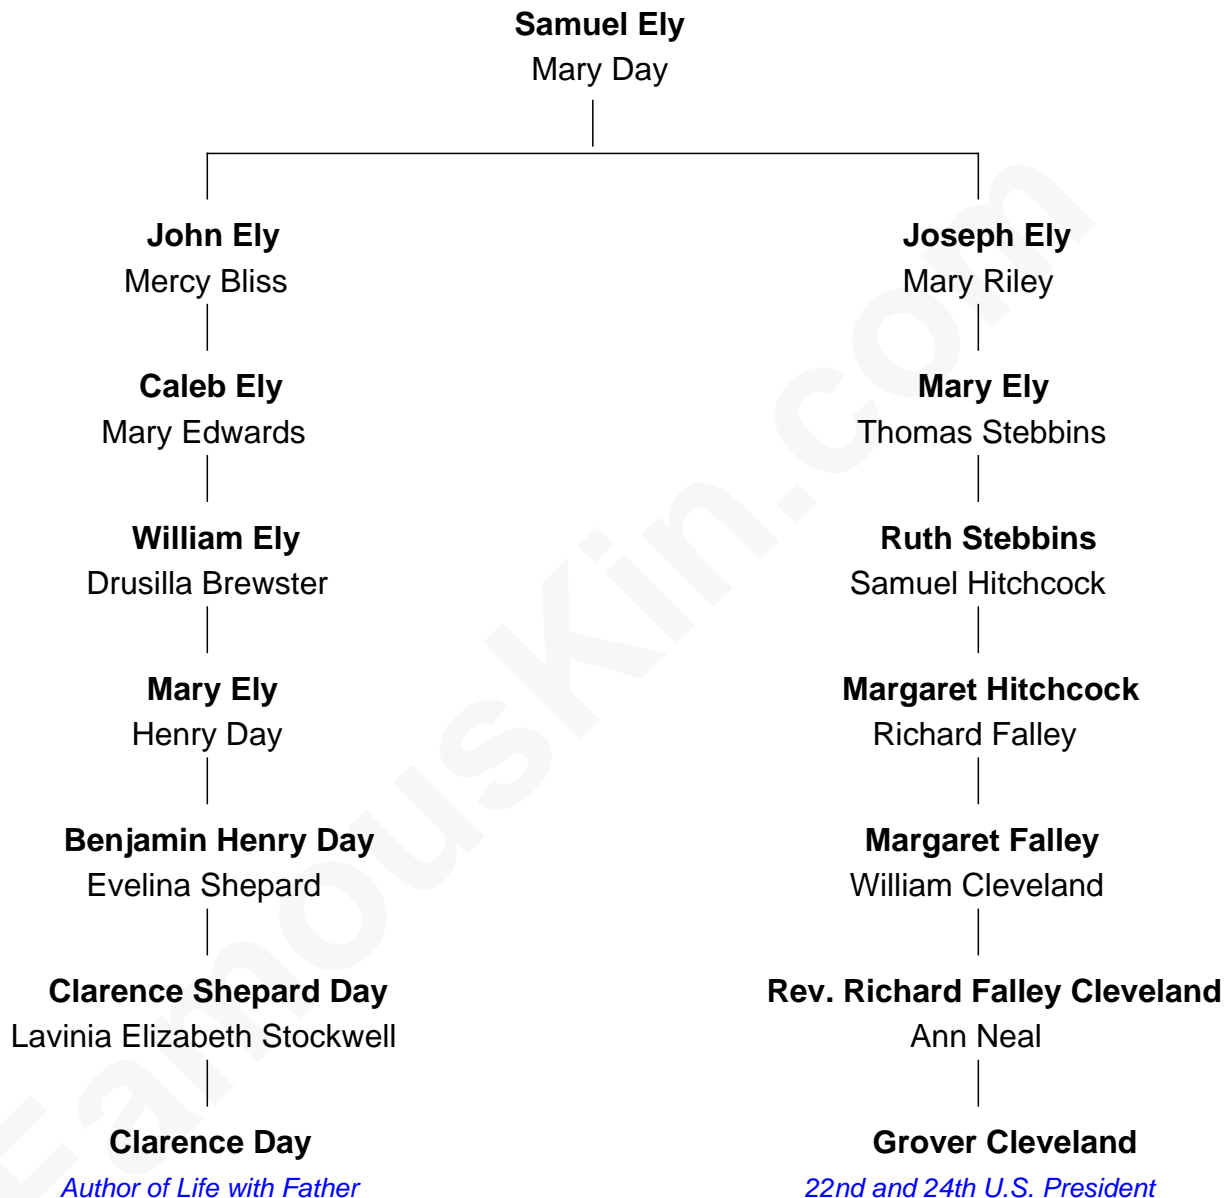 Samuel Ely
Mary Day
John Ely
Mercy Bliss
Caleb Ely
Mary Edwards
William Ely
Drusilla Brewster
Mary Ely
Henry Day
Benjamin Henry Day
Evelina Shepard
Clarence Shepard Day
Lavinia Elizabeth Stockwell
Clarence Day
Author of Life with Father
Joseph Ely
Mary Riley
Mary Ely
Thomas Stebbins
Ruth Stebbins
Samuel Hitchcock
Margaret Hitchcock
Richard Falley
Margaret Falley
William Cleveland
Rev. Richard Falley Cleveland
Ann Neal
Grover Cleveland
22nd and 24th U.S. President
FamousKin.com